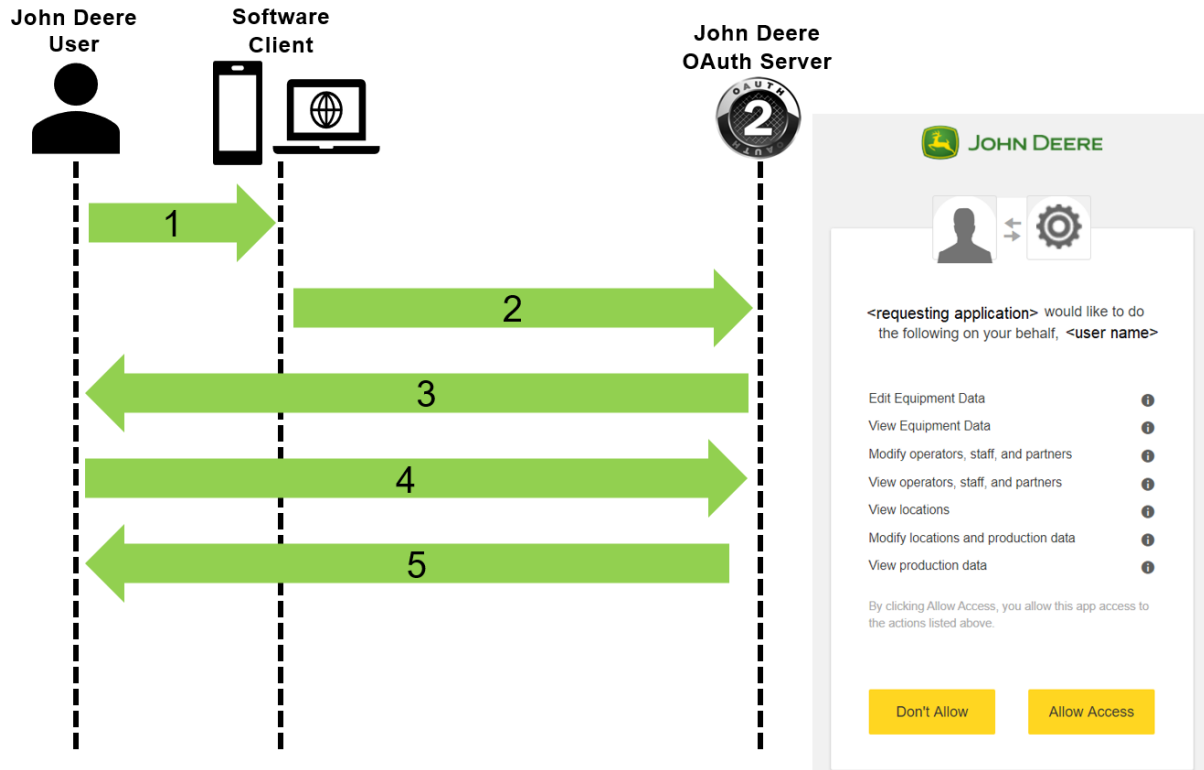 John Deere
User
Software
Client
John Deere
OAuth Server
OAUTH
2
OAUTH
1
2
3
4
5
JOHN DEERE
<requesting application> would like to do
the following on your behalf, <user name>
Edit Equipment Data
View Equipment Data
Modify operators, staff, and partners
View operators, staff, and partners
View locations
Modify locations and production data
View production data
By clicking Allow Access, you allow this app access to
the actions listed above.
Don't Allow
Allow Access